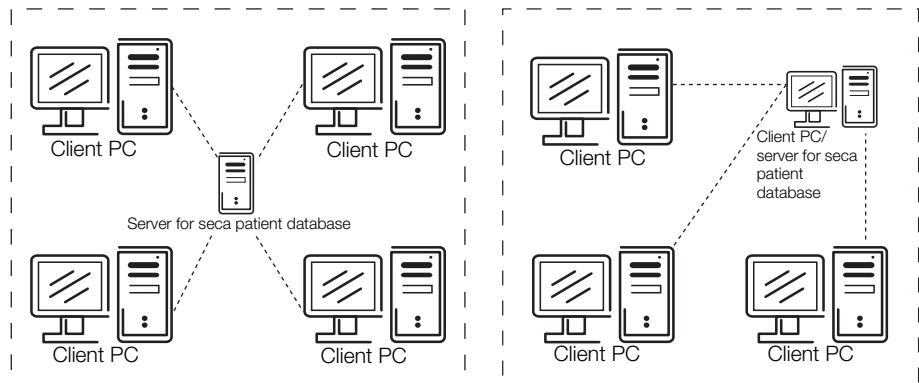 Client PC
Client PC
Server for seca patient database
Client PC
Client PC
Client PC
Client PC/
server for seca
patient
database
Client PC
Client PC